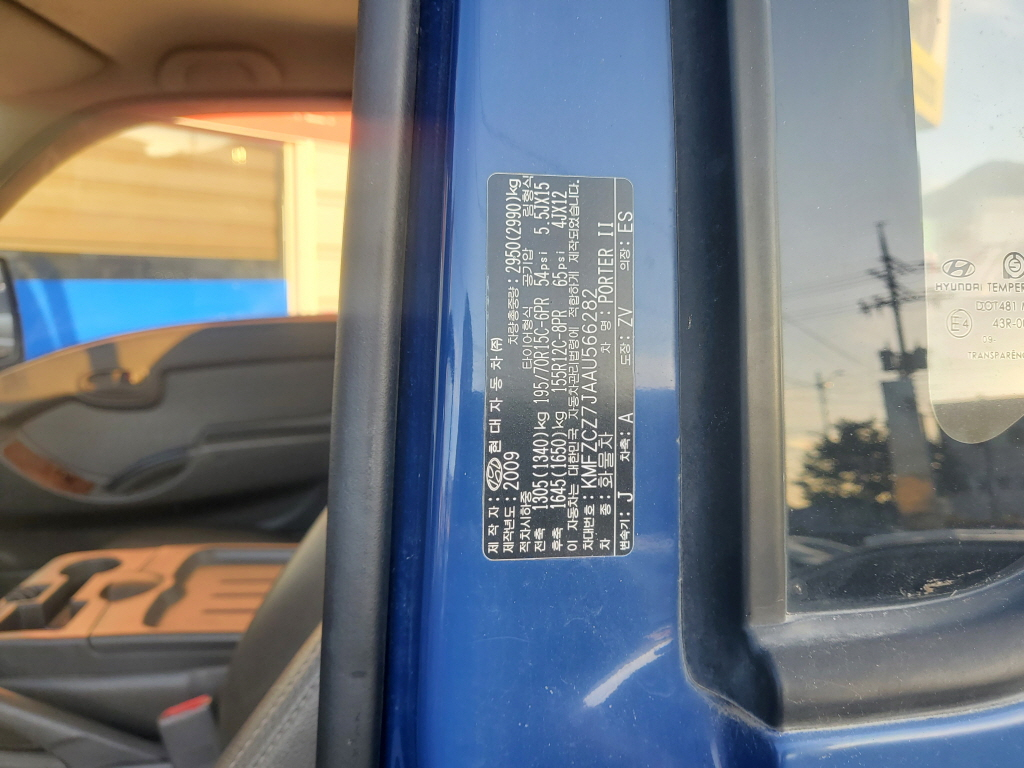 제 작 자 : 현 대 자 동 차 ㈜
제작년도 : 2009 차량총중량 : 2950(2990)kg
적차시하중 타이어형식 공기압 림형식
전축 1305(1340)kg 195/70R15C-6PR 54psi 5.5JX15
후축 1645(1650)kg 155R12C-8PR 65psi 4JX12
이 자동차는 대한민국 자동차관리법령에 적합하게 제작되었습니다.
차대번호 : KMFZCZ7JAAU566282
차 종 : 화물차 차 명 : PORTER II
변속기 : J 차축 : A 도장 : ZV 의장 : ES
HYUNDAI TEMPER
DOT481
E4 43R-0
TRANSPAREN